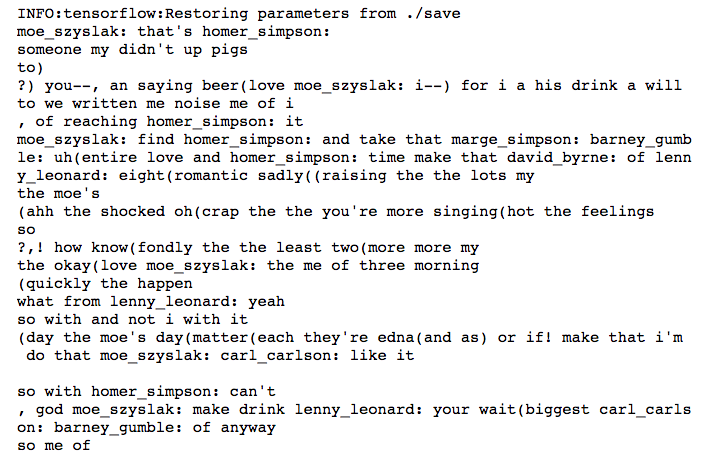 INFO:tensorflow:Restoring parameters from ./save
moe_szyslak: that's homer_simpson:
someone my didn't up pigs
to)
?) you--, an saying beer(love moe_szyslak: i--) for i a his drink a will
to we written me noise me of i
, of reaching homer_simpson: it
moe_szyslak: find homer_simpson: and take that marge_simpson: barney_gumb
le: uh(entire love and homer_simpson: time make that david_byrne: of lenn
y_leonard: eight(romantic sadly((raising the the lots my
the moe's
(ahh the shocked oh(crap the the you're more singing(hot the feelings
so
?,! how know(fondly the the least two(more more my
the okay(love moe_szyslak: the me of three morning
(quickly the happen
what from lenny_leonard: yeah
so with and not i with it
(day the moe's day(matter(each they're edna(and as) or if! make that i'm
do that moe_szyslak: carl_carlson: like it
so with homer_simpson: can't
, god moe_szyslak: make drink lenny_leonard: your wait(biggest carl_carls
on: barney_gumble: of anyway
so me of